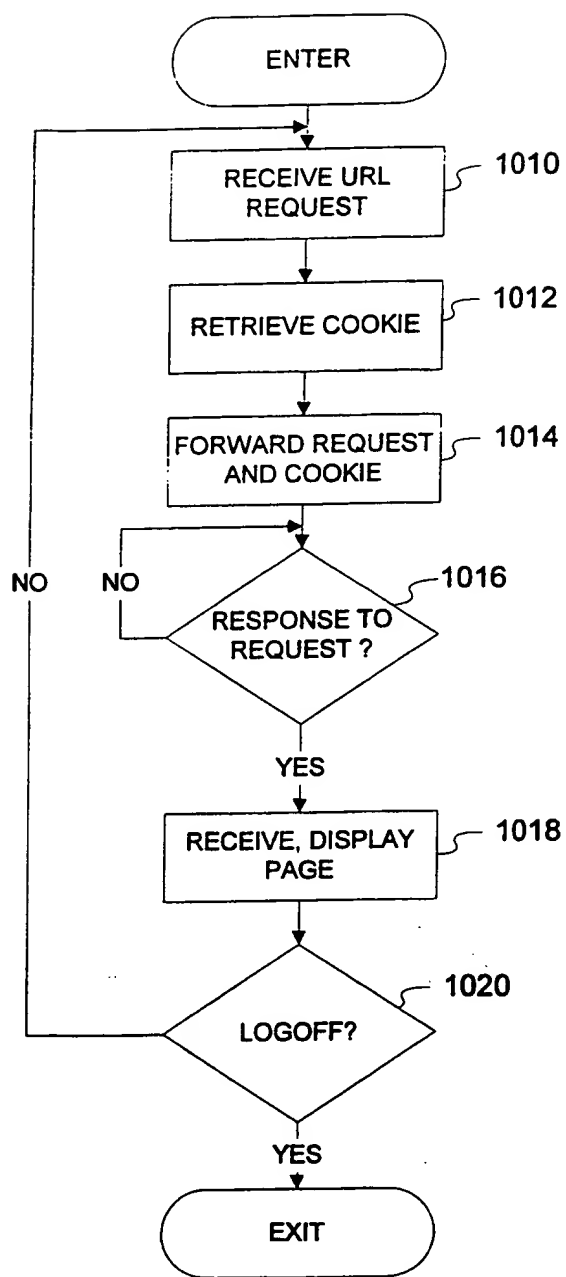 ENTER
RECEIVE URL
REQUEST
1010
RETRIEVE COOKIE
1012
FORWARD REQUEST
AND COOKIE
1014
NO
NO
RESPONSE TO
REQUEST ?
1016
YES
RECEIVE, DISPLAY
PAGE
1018
LOGOFF?
1020
YES
EXIT